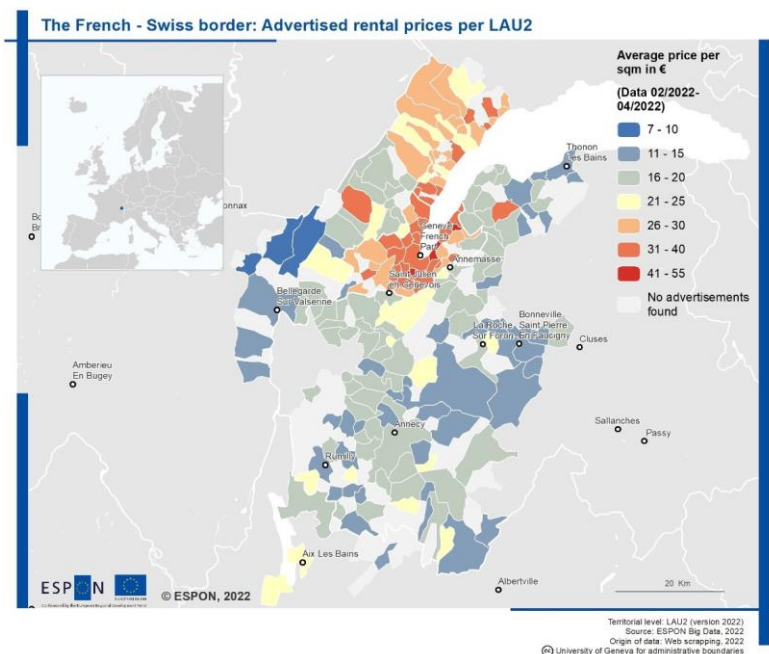 The French - Swiss border: Advertised rental prices per LAU2
Average price per
sqm in €
(Data 02/2022-
04/2022)
7 - 10
11 - 15
16 - 20
21 - 25
26 - 30
31 - 40
41 - 55
No advertisements
found
Thonon
Les Bains
onnax
Bo
Br
Genève
French
Part
Annemasse
Saint Julien
en Genevois
Bellegarde
Sur Valserine
Bonneville
La Roche
Sur Foron
Saint Pierre
En Faucigny
Cluses
Amberieu
En Bugey
Sallanches
Passy
Annecy
Rumilly
Aix Les Bains
Albertville
ESPON
© ESPON, 2022
20 Km
Territorial level: LAU2 (version 2022)
Source: ESPON Big Data, 2022
Origin of data: Web scrapping, 2022
University of Geneva for administrative boundaries